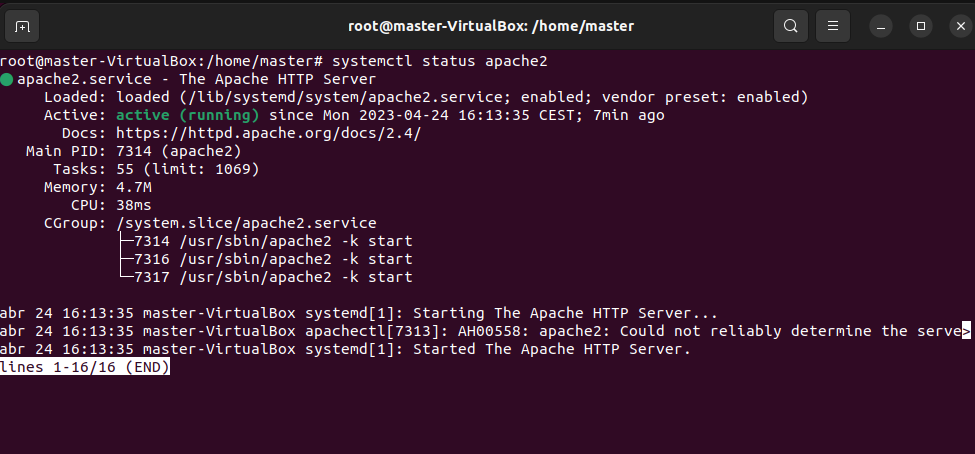 root@master-VirtualBox: /home/master
root@master-VirtualBox:/home/master# systemctl status apache2
● apache2.service - The Apache HTTP Server
     Loaded: loaded (/lib/systemd/system/apache2.service; enabled; vendor preset: enabled)
     Active: active (running) since Mon 2023-04-24 16:13:35 CEST; 7min ago
       Docs: https://httpd.apache.org/docs/2.4/
   Main PID: 7314 (apache2)
      Tasks: 55 (limit: 1069)
     Memory: 4.7M
        CPU: 38ms
     CGroup: /system.slice/apache2.service
             ├─7314 /usr/sbin/apache2 -k start
             ├─7316 /usr/sbin/apache2 -k start
             └─7317 /usr/sbin/apache2 -k start
abr 24 16:13:35 master-VirtualBox systemd[1]: Starting The Apache HTTP Server...
abr 24 16:13:35 master-VirtualBox apachectl[7313]: AH00558: apache2: Could not reliably determine the serve>
abr 24 16:13:35 master-VirtualBox systemd[1]: Started The Apache HTTP Server.
lines 1-16/16 (END)